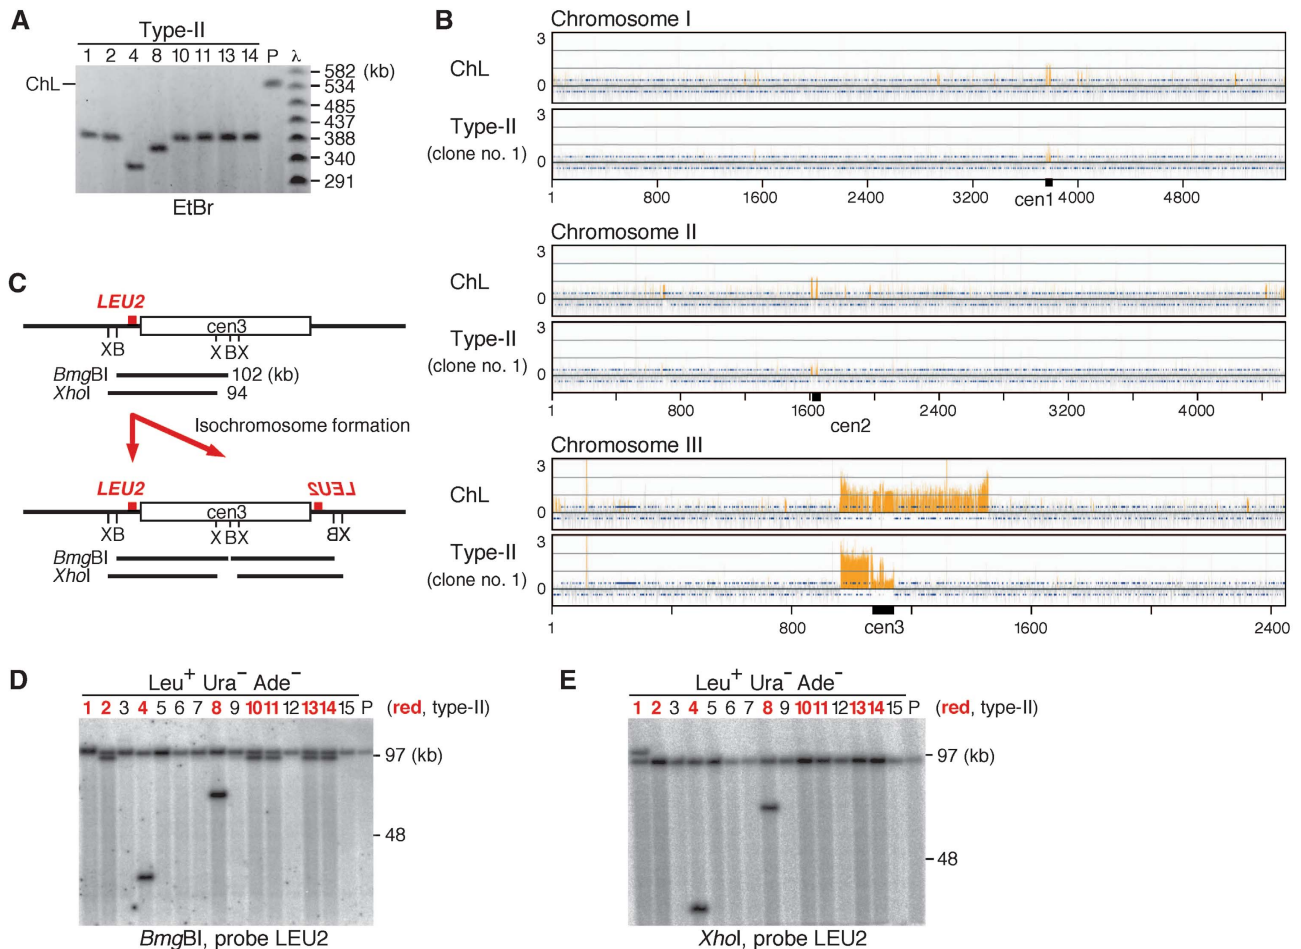 A
Type-II
1 2 4 8 10 11 13 14 P λ
ChL
582 (kb)
534
485
437
388
340
291
EtBr
B
Chromosome I
ChL
3
0
Type-II
(clone no. 1)
3
0
1 800 1600 2400 3200 cen1 4000 4800
Chromosome II
ChL
3
0
Type-II
(clone no. 1)
3
0
1 800 1600 2400 3200 4000
cen2
Chromosome III
ChL
3
0
Type-II
(clone no. 1)
3
0
1 800 cen3 1600 2400
C
LEU2
cen3
XB X BX
BmgBI 102 (kb)
XhoI 94
Isochromosome formation
LEU2 LEU2
cen3
XB X BX BX
BmgBI
XhoI
D
Leu+ Ura− Ade−
1 2 3 4 5 6 7 8 9 10 11 12 13 14 15 P (red, type-II)
97 (kb)
48
BmgBI, probe LEU2
E
Leu+ Ura− Ade−
1 2 3 4 5 6 7 8 9 10 11 12 13 14 15 P (red, type-II)
97 (kb)
48
XhoI, probe LEU2